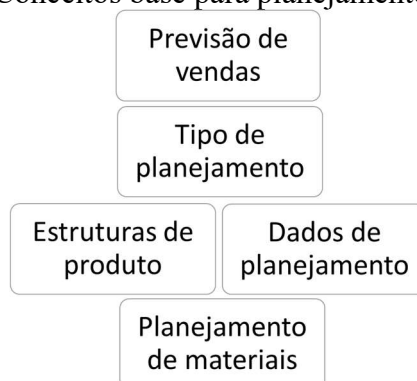 Conceitos base para planejamento
Previsão de
vendas
Tipo de
planejamento
Estruturas de
produto
Dados de
planejamento
Planejamento
de materiais